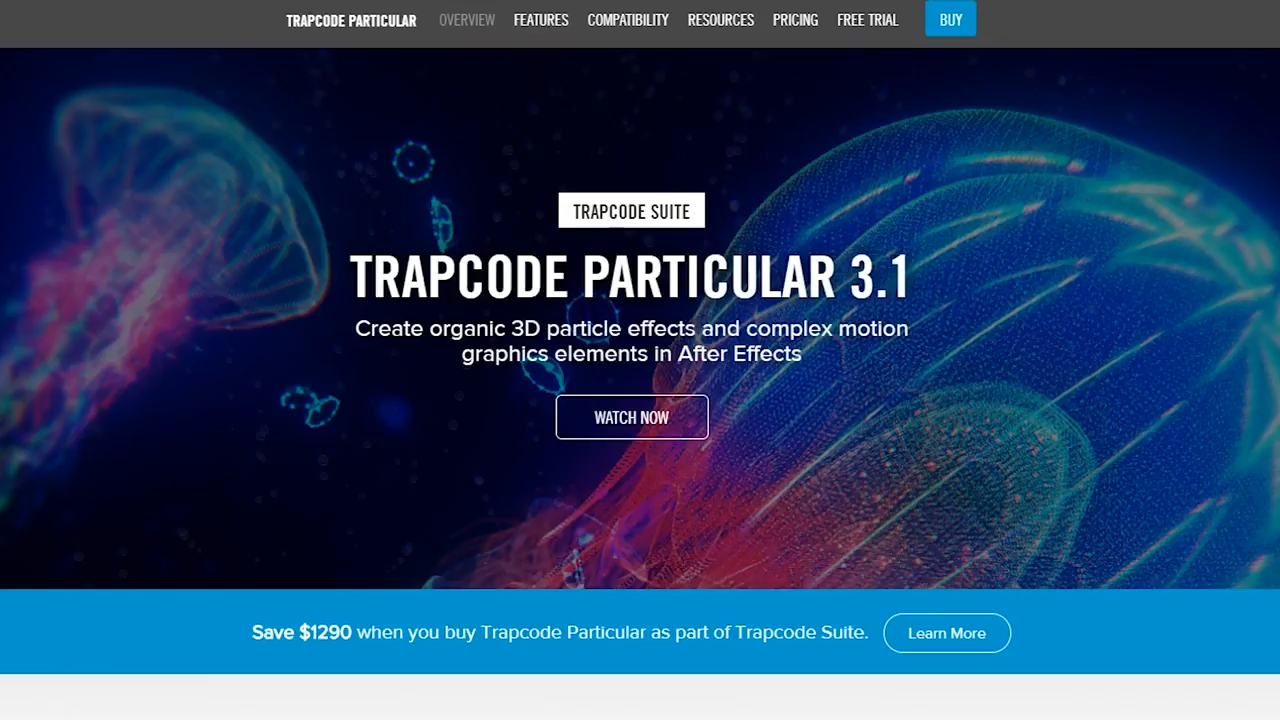 TRAPCODE PARTICULAR OVERVIEW FEATURES COMPATIBILITY RESOURCES PRICING FREE TRIAL BUY
TRAPCODE SUITE
TRAPCODE PARTICULAR 3.1
Create organic 3D particle effects and complex motion
graphics elements in After Effects
WATCH NOW
Save $1290 when you buy Trapcode Particular as part of Trapcode Suite. Learn More